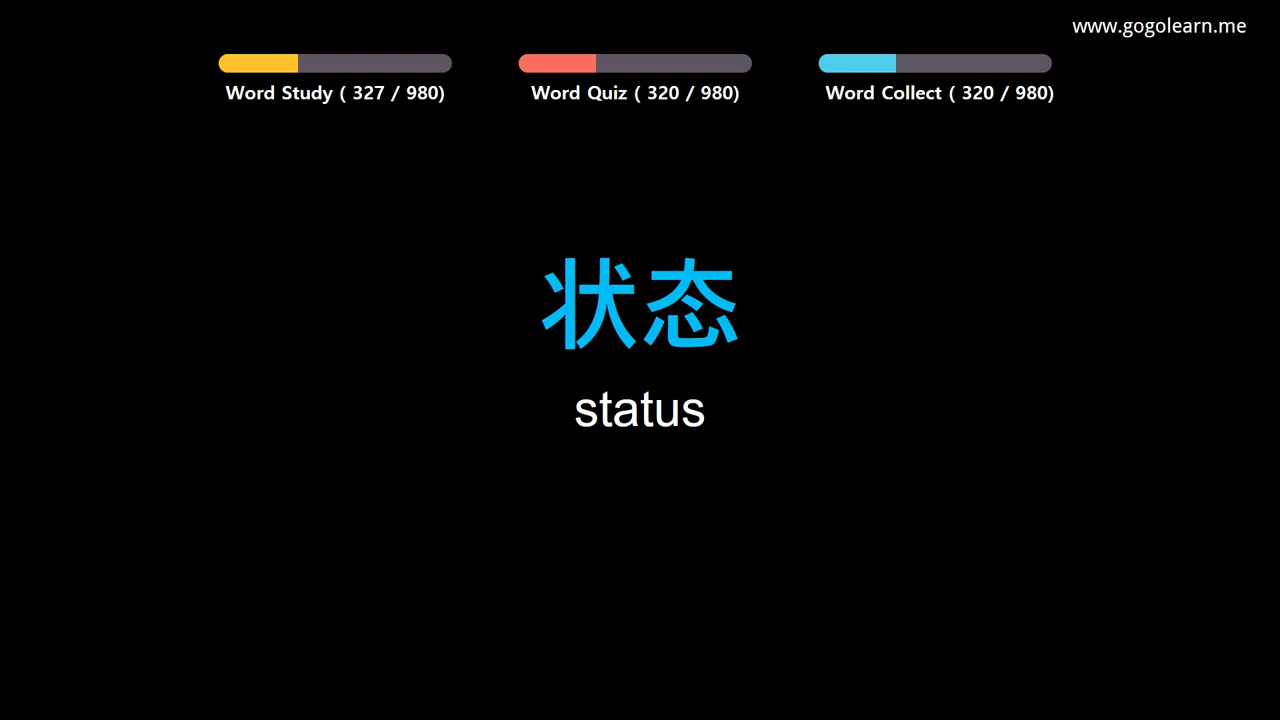 www.gogolearn.me
Word Study ( 327 / 980)
Word Quiz ( 320 / 980)
Word Collect ( 320 / 980)
状态
status